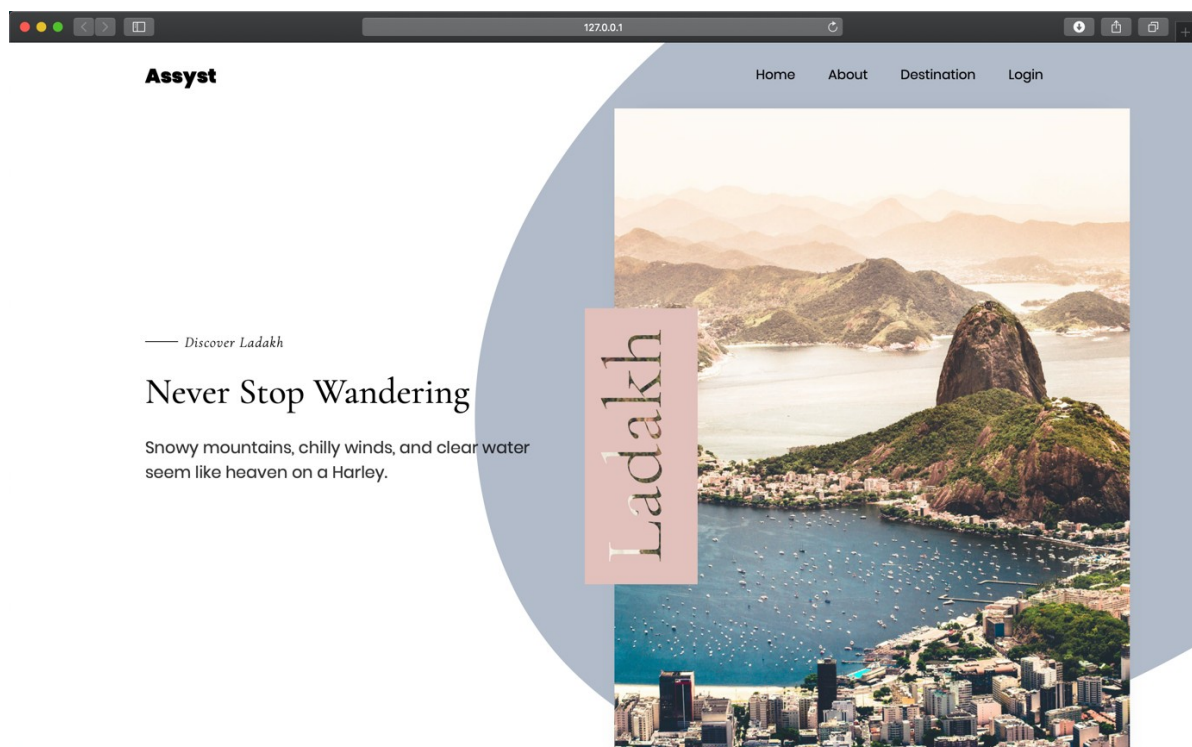 127.0.0.1
Assyst
Home About Destination Login
Discover Ladakh
Never Stop Wandering
Snowy mountains, chilly winds, and clear water
seem like heaven on a Harley.
Ladakh